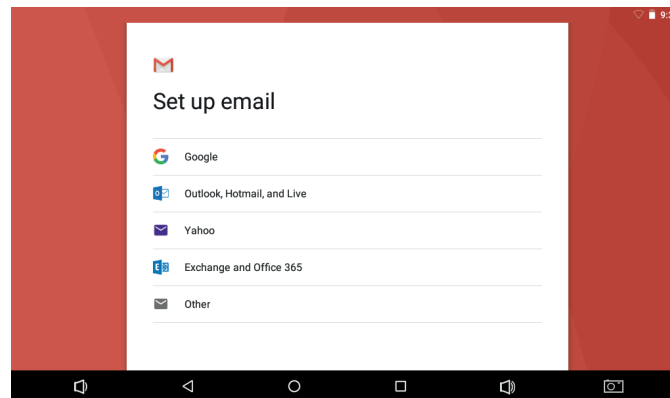 Set up email
Google
Outlook, Hotmail, and Live
Yahoo
Exchange and Office 365
Other